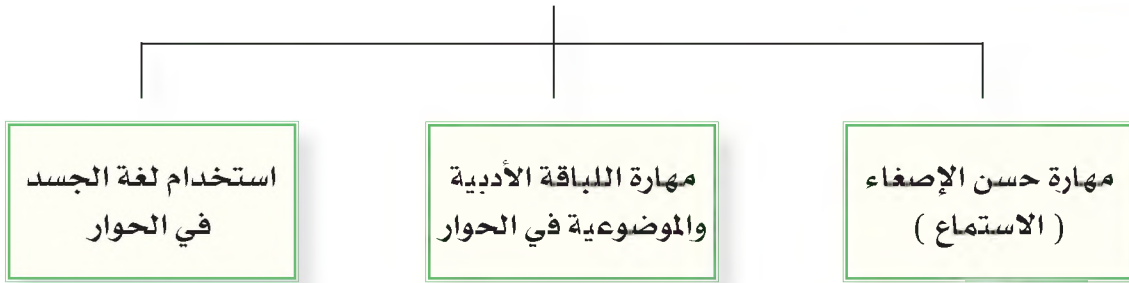 مهارة حسن الإصغاء
( الاستماع )
مهارة اللباقة الأدبية
والموضوعية في الحوار
استخدام لغة الجسد
في الحوار